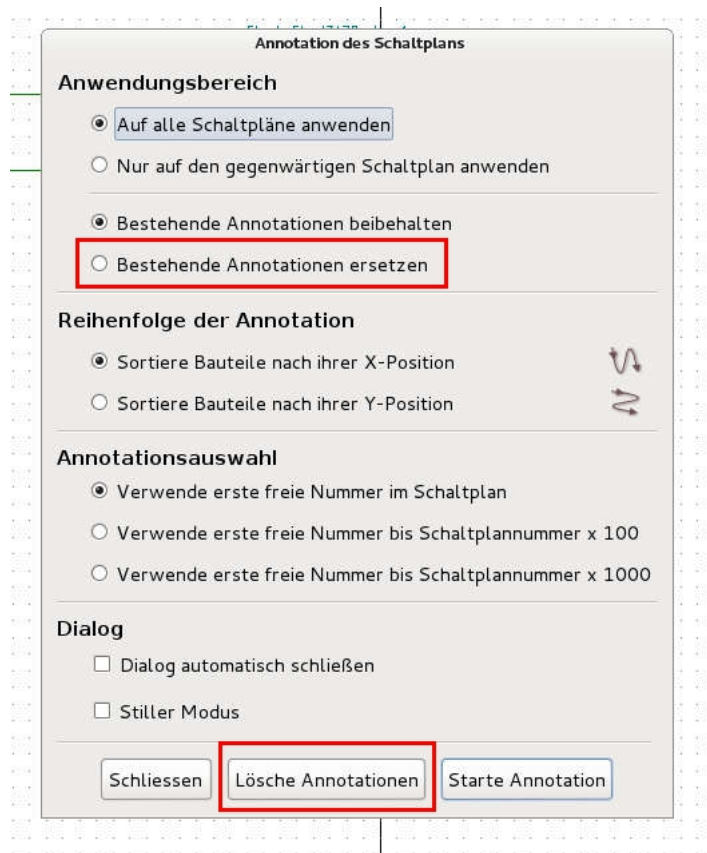 Annotation des Schaltplans
Anwendungsbereich
Auf alle Schaltpläne anwenden
Nur auf den gegenwärtigen Schaltplan anwenden
Bestehende Annotationen beibehalten
Bestehende Annotationen ersetzen
Reihenfolge der Annotation
Sortiere Bauteile nach ihrer X-Position
Sortiere Bauteile nach ihrer Y-Position
Annotationsauswahl
Verwende erste freie Nummer im Schaltplan
Verwende erste freie Nummer bis Schaltplannummer x 100
Verwende erste freie Nummer bis Schaltplannummer x 1000
Dialog
Dialog automatisch schließen
Stiller Modus
Schliessen Lösche Annotationen Starte Annotation